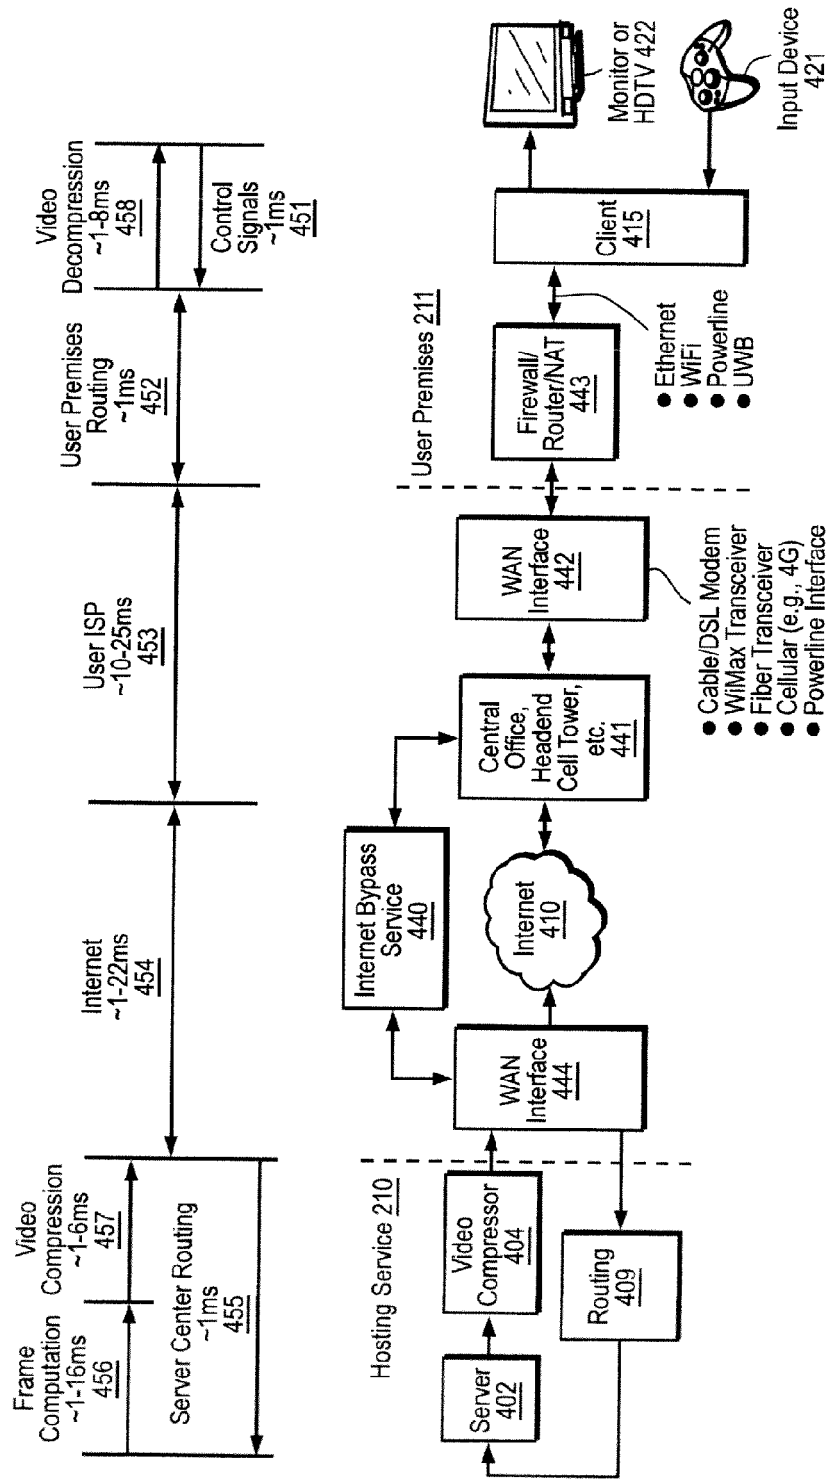 Frame
Computation
~1-16ms
456
Video
Compression
~1-6ms
457
Server Center Routing
~1ms
455
Internet
~1-22ms
454
User ISP
~10-25ms
453
User Premises
Routing
~1ms
452
Video
Decompression
~1-8ms
458
Control
Signals
~1ms
451
Hosting Service 210
Server
402
Video
Compressor
404
Routing
409
WAN
Interface
444
Internet Bypass
Service
440
Internet
410
Central
Office,
Headend
Cell Tower,
etc.
441
WAN
Interface
442
● Cable/DSL Modem
● WiMax Transceiver
● Fiber Transceiver
● Cellular (e.g., 4G)
● Powerline Interface
User Premises 211
Firewall/
Router/NAT
443
● Ethernet
● WiFi
● Powerline
● UWB
Client
415
Monitor or
HDTV 422
Input Device
421